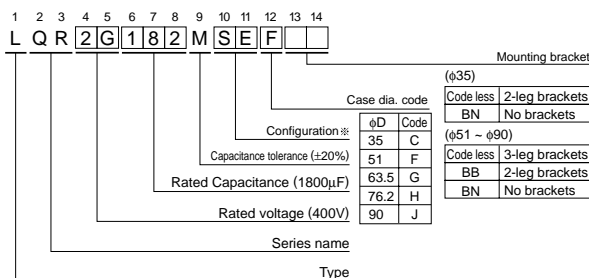 1 2 3 4 5 6 7 8 9 10 11 12 13 14
L Q R 2 G 1 8 2 M S E F
Mounting bracket
(ϕ35)
Code less 2-leg brackets
BN No brackets
(ϕ51 ~ ϕ90)
Code less 3-leg brackets
BB 2-leg brackets
BN No brackets
Case dia. code
ϕD Code
35 C
51 F
63.5 G
76.2 H
90 J
Configuration※
Capacitance tolerance (±20%)
Rated Capacitance (1800μF)
Rated voltage (400V)
Series name
Type